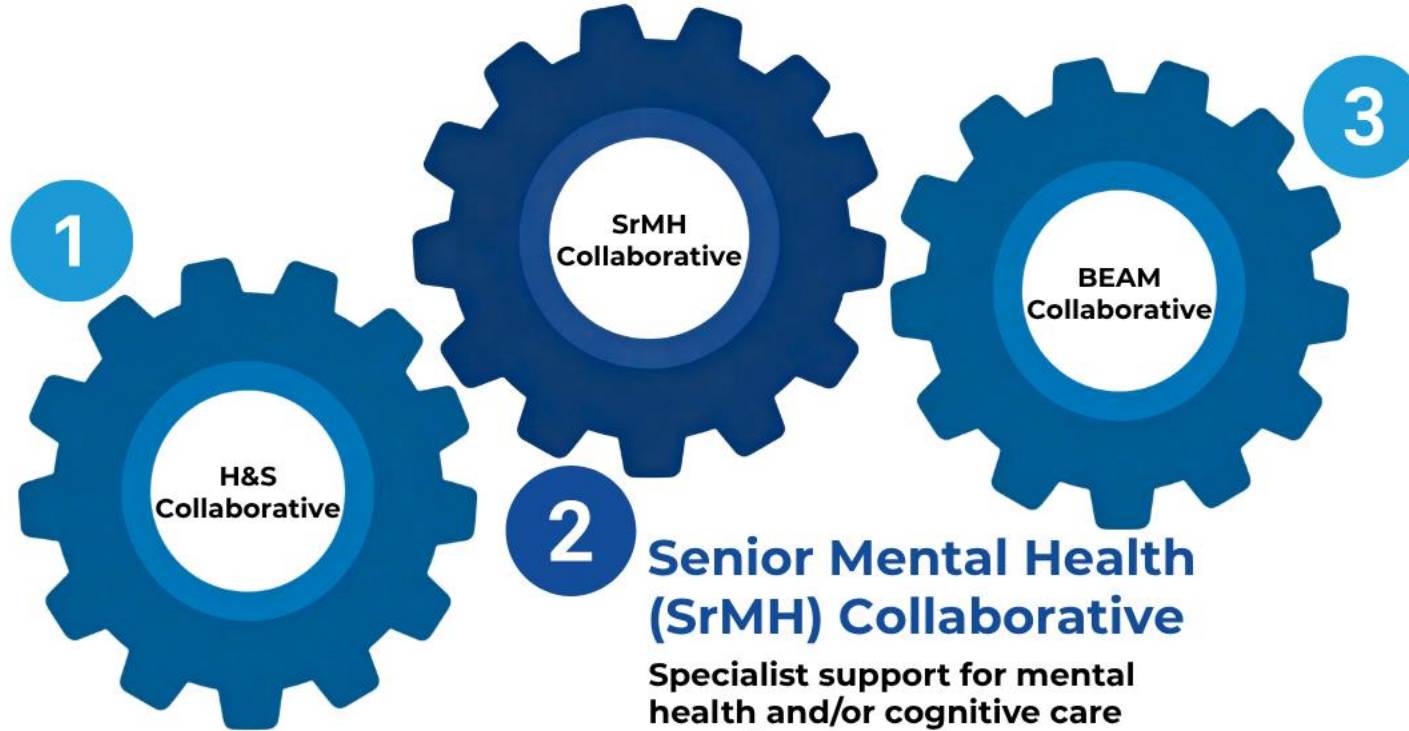 1
H&S
Collaborative
SrMH
Collaborative
2
Senior Mental Health
(SrMH) Collaborative
Specialist support for mental
health and/or cognitive care
BEAM
Collaborative
3